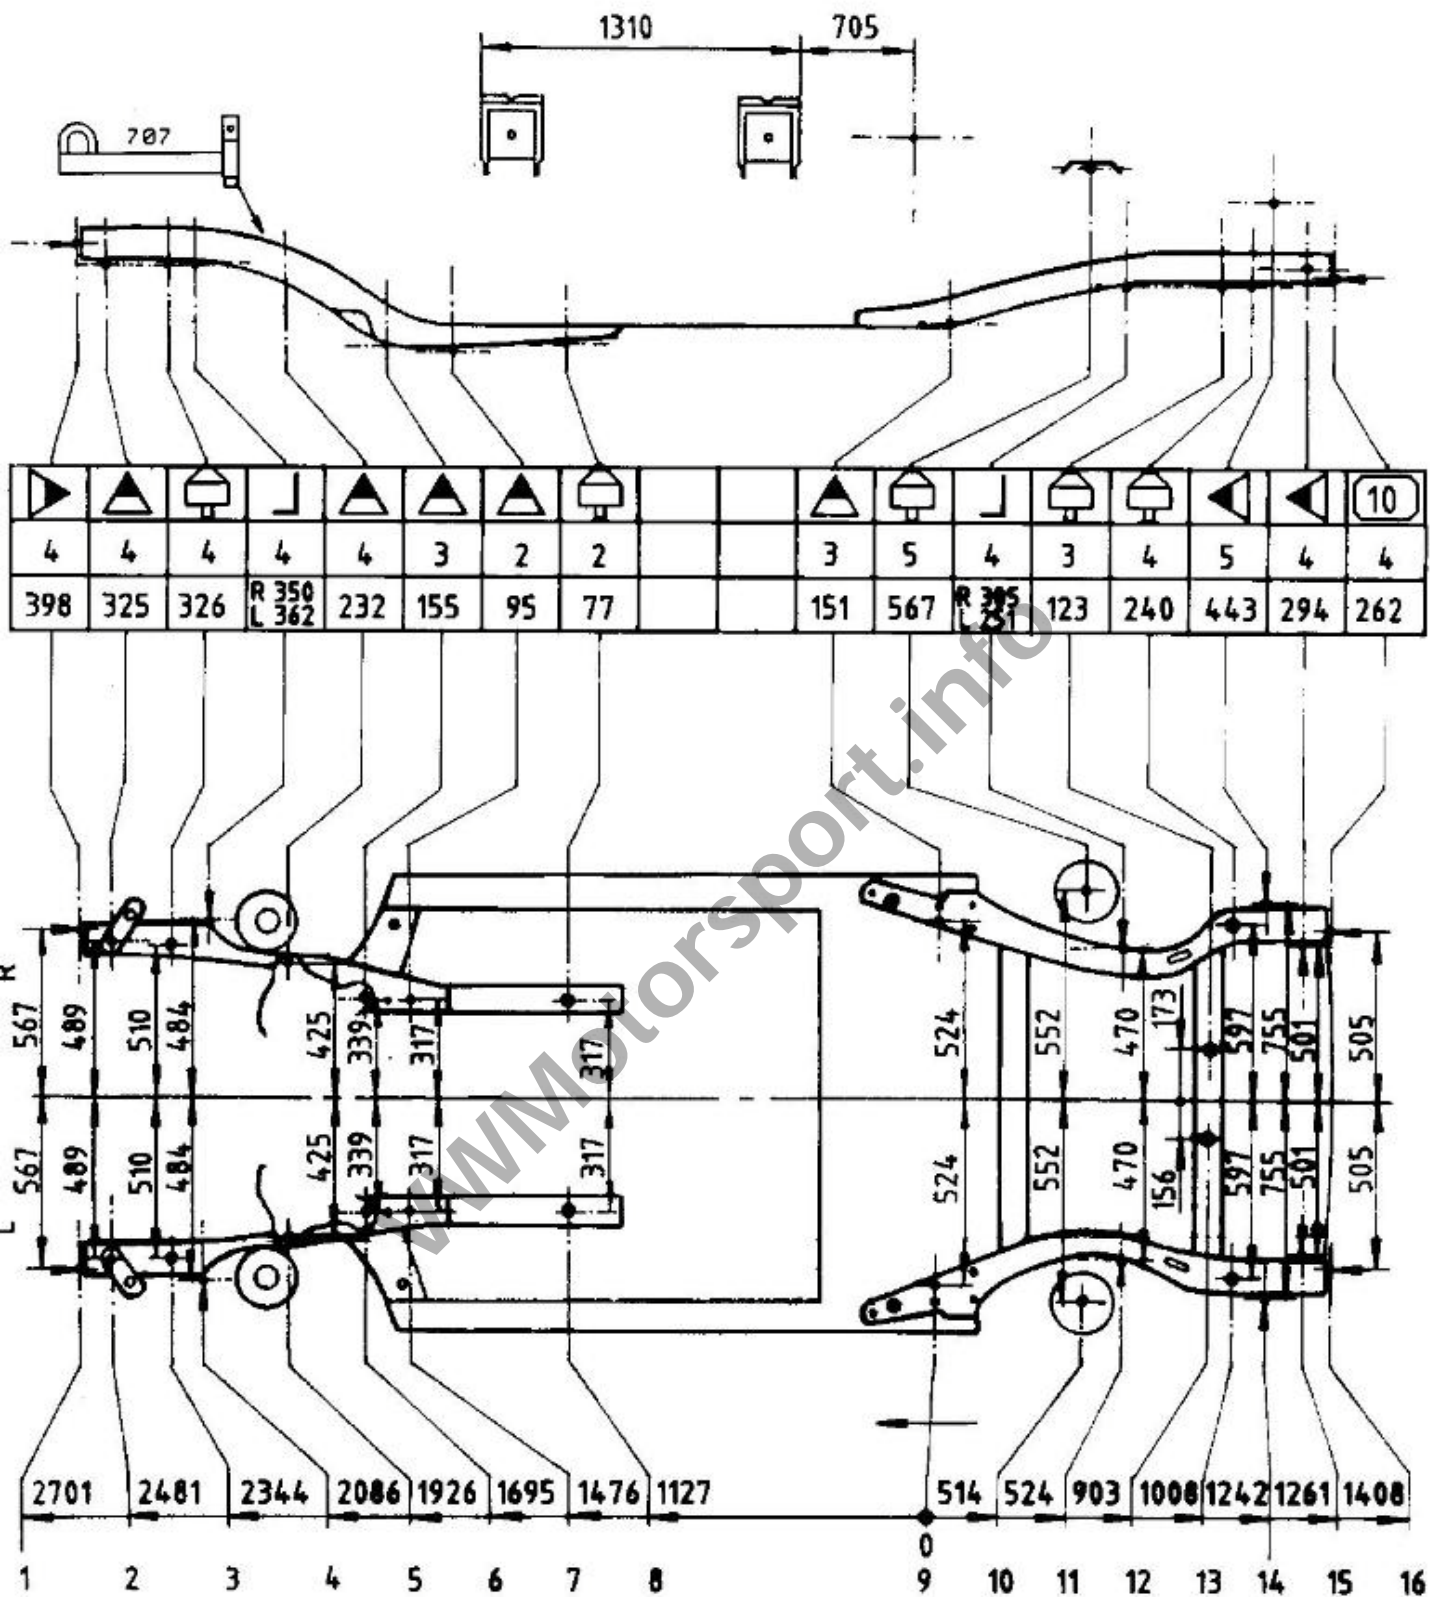 1310 705
707
10
4 4 4 4 4 3 2 2 3 5 4 3 4 5 4 4
398 325 326 R 350 232 155 95 77 151 567 123 240 443 294 262
L 362
VWMotorsport.info
R
567 489 510 484 425 339 317 317 524 552 470 173 597 755 501 505
567 489 510 484 425 339 317 317 524 552 470 156 597 755 501 505
L
2701 2481 2344 2086 1926 1695 1476 1127 514 524 903 1008 1242 1261 1408
0
1 2 3 4 5 6 7 8 9 10 11 12 13 14 15 16